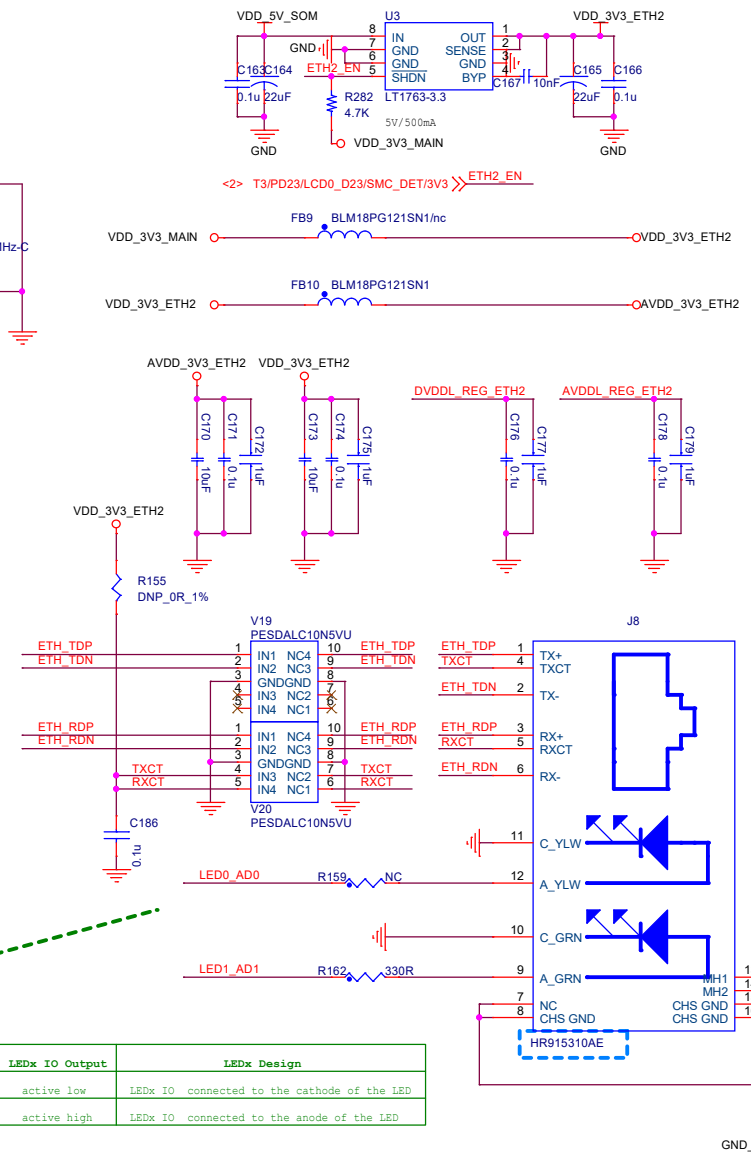 VDD_5V_SOM
U3
VDD_3V3_ETH2
8 IN OUT 1
7 GND SENSE 2
6 GND GND 3
5 SHDN BYP 4
GND
ETH2_EN
C163 C164
0.1u 22uF
R282
4.7K
LT1763-3.3
5V/500mA
C167 10nF
C165 C166
22uF 0.1u
GND
VDD_3V3_MAIN
GND
<2> T3/PD23/LCD0_D23/SMC_DET/3V3 ETH2_EN
FB9 BLM18PG121SN1/nc
VDD_3V3_MAIN VDD_3V3_ETH2
MHz-C
FB10 BLM18PG121SN1
VDD_3V3_ETH2 AVDD_3V3_ETH2
AVDD_3V3_ETH2 VDD_3V3_ETH2
DVDDL_REG_ETH2 AVDDL_REG_ETH2
C170 10uF
C171 0.1u
C172 1uF
C173 10uF
C174 0.1u
C175 1uF
C176 0.1u
C177 1uF
C178 0.1u
C179 1uF
VDD_3V3_ETH2
R155
DNP_0R_1%
V19
PESDALC10N5VU
ETH_TDP 1 IN1 NC4 10 ETH_TDP
ETH_TDN 2 IN2 NC3 9 ETH_TDN
3 GND GND 8
4 IN3 NC2 7
5 IN4 NC1 6
ETH_RDP 1 IN1 NC4 10 ETH_RDP
ETH_RDN 2 IN2 NC3 9 ETH_RDN
3 GND GND 8
TXCT 4 IN3 NC2 7 TXCT
RXCT 5 IN4 NC1 6 RXCT
V20
PESDALC10N5VU
C186
0.1u
J8
ETH_TDP 1 TX+
TXCT 4 TXCT
ETH_TDN 2 TX-
ETH_RDP 3 RX+
RXCT 5 RXCT
ETH_RDN 6 RX-
11 C_YLW
LED0_AD0 R159 NC 12 A_YLW
10 C_GRN
LED1_AD1 R162 330R 9 A_GRN
7 NC
8 CHS GND
MH1
MH2
CHS GND
CHS GND
HR915310AE
LEDx IO Output LEDx Design
active low LEDx IO connected to the cathode of the LED
active high LEDx IO connected to the anode of the LED
GND_